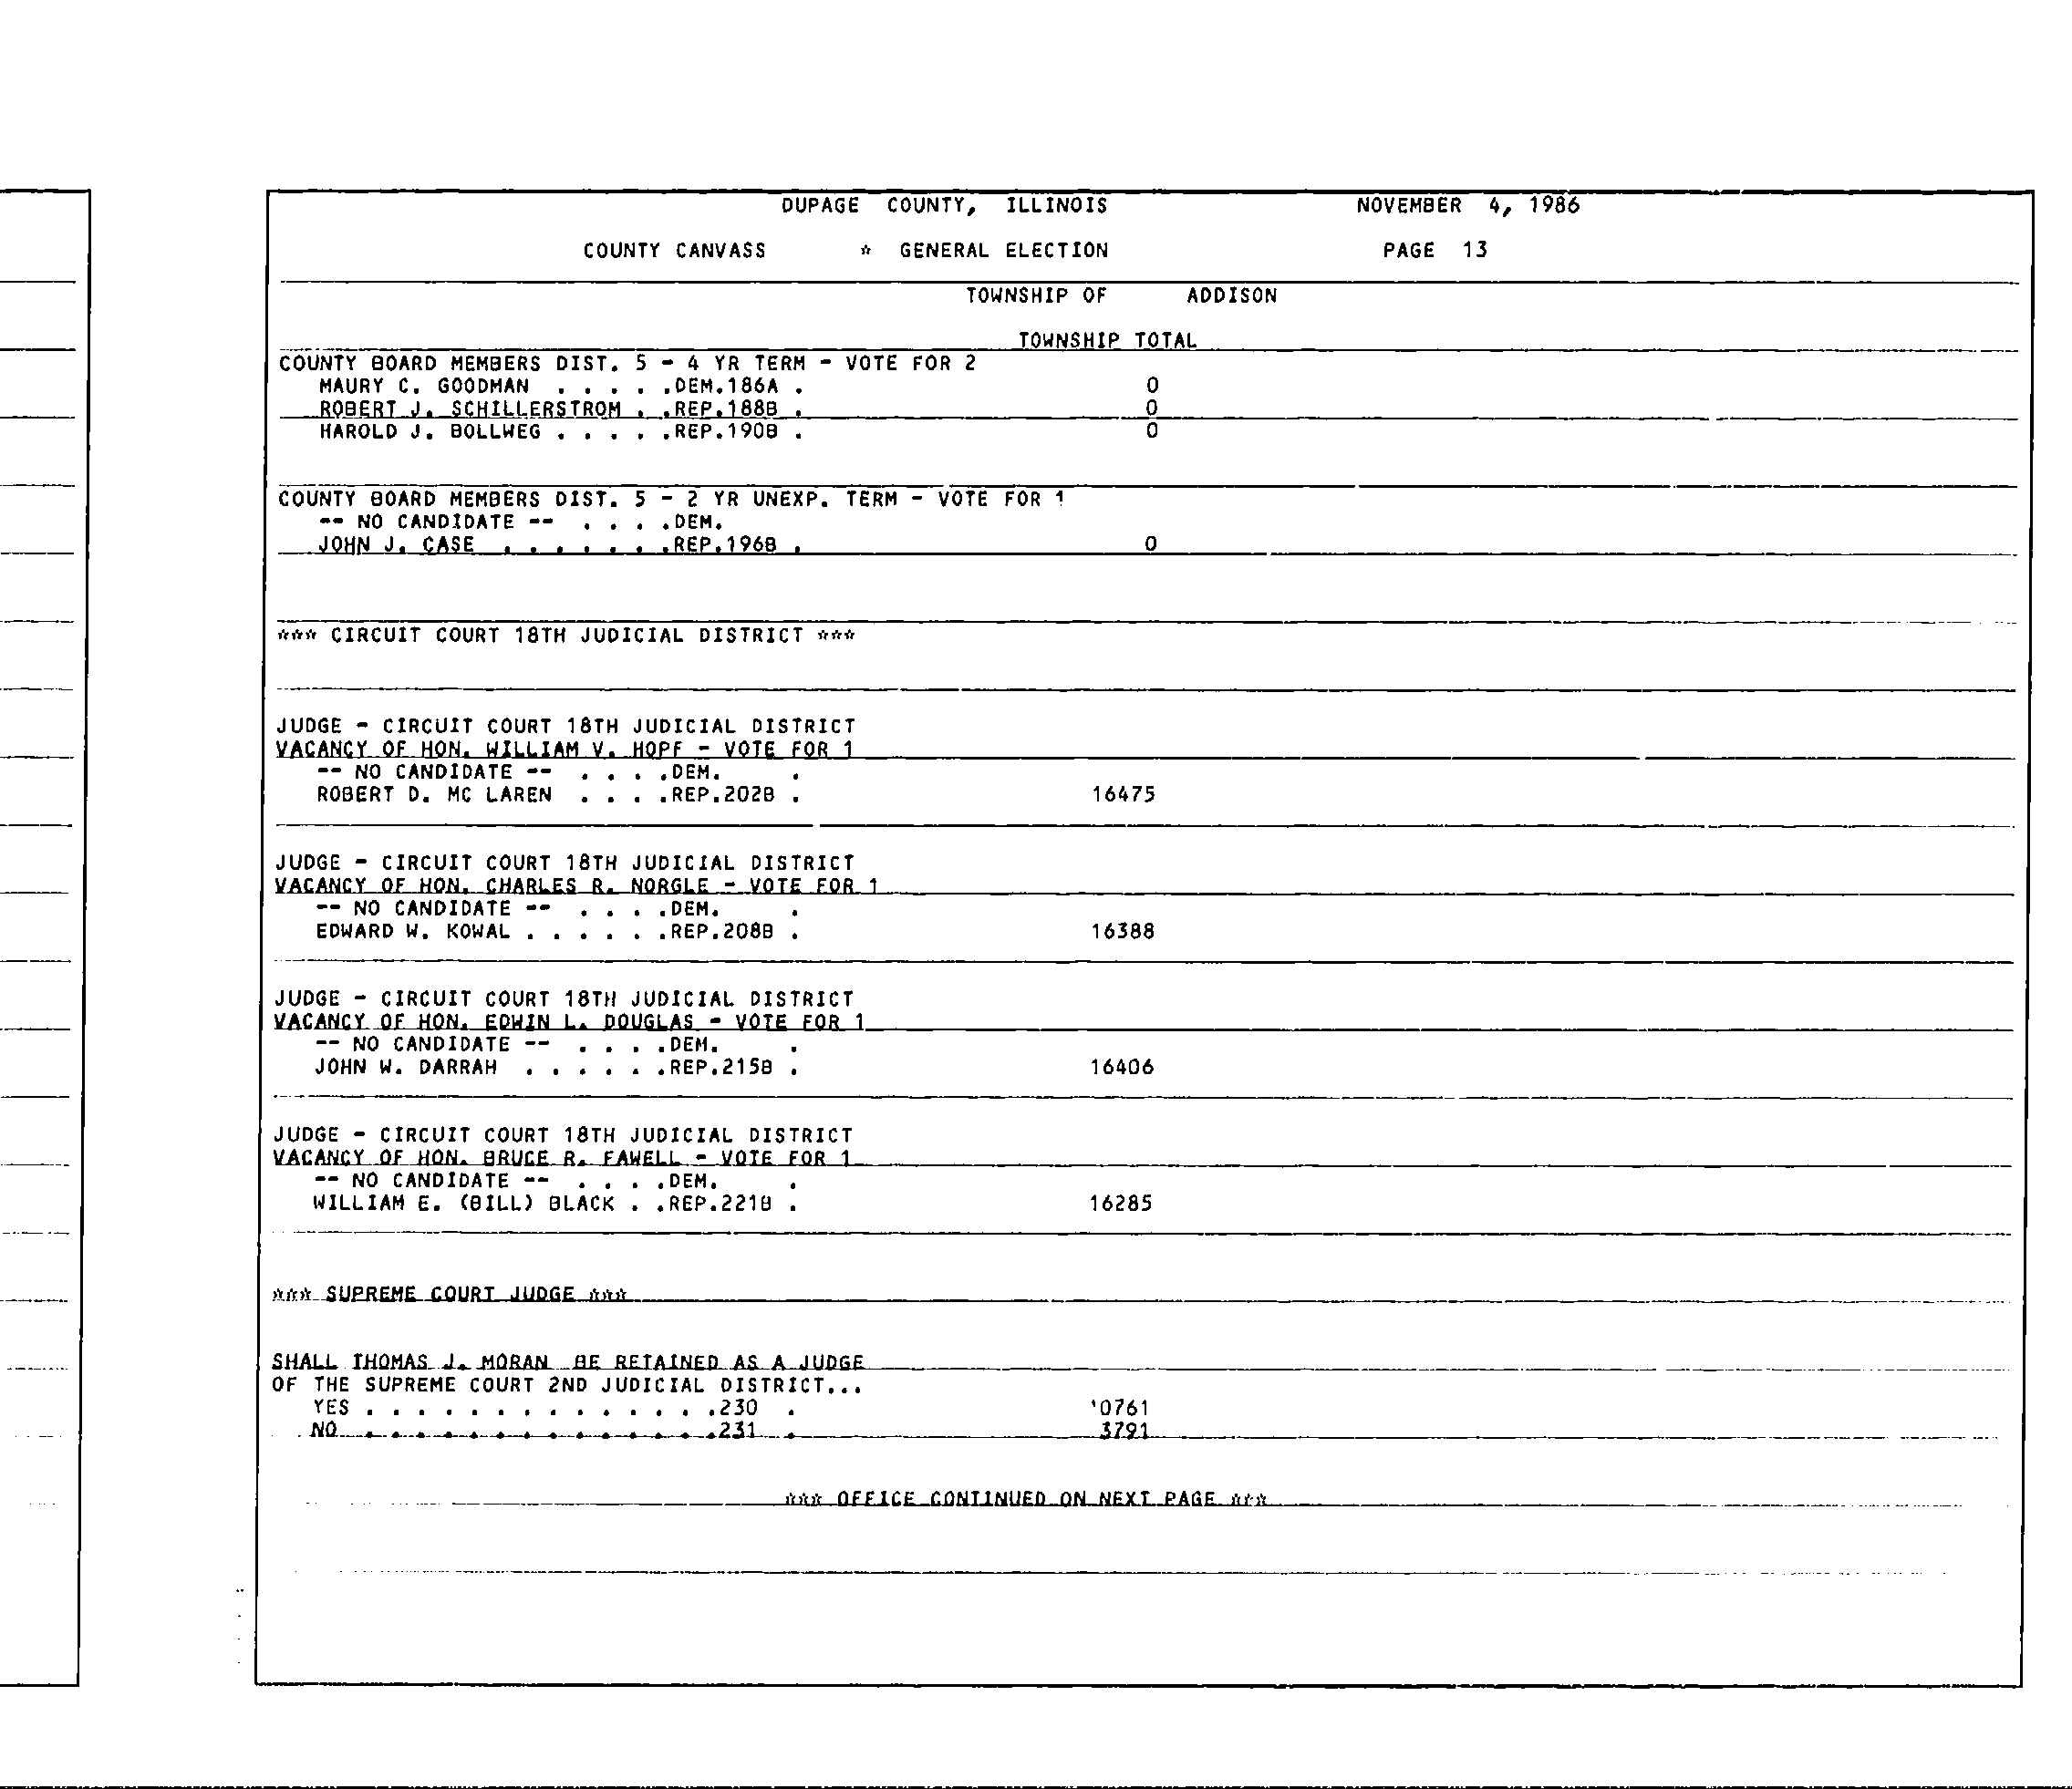 DUPAGE COUNTY, ILLINOIS NOVEMBER 4, 1986
COUNTY CANVASS * GENERAL ELECTION PAGE 13
TOWNSHIP OF ADDISON
TOWNSHIP TOTAL
COUNTY BOARD MEMBERS DIST. 5 - 4 YR TERM - VOTE FOR 2
MAURY C. GOODMAN . . . . .DEM.186A . 0
ROBERT J. SCHILLERSTROM . .REP.188B . 0
HAROLD J. BOLLWEG . . . . .REP.190B . 0
COUNTY BOARD MEMBERS DIST. 5 - 2 YR UNEXP. TERM - VOTE FOR 1
-- NO CANDIDATE -- . . . .DEM.
JOHN J. CASE . . . . . . .REP.196B . 0
*** CIRCUIT COURT 18TH JUDICIAL DISTRICT ***
JUDGE - CIRCUIT COURT 18TH JUDICIAL DISTRICT
VACANCY OF HON. WILLIAM V. HOPF - VOTE FOR 1
-- NO CANDIDATE -- . . . .DEM. .
ROBERT D. MC LAREN . . . .REP.202B . 16475
JUDGE - CIRCUIT COURT 18TH JUDICIAL DISTRICT
VACANCY OF HON. CHARLES R. NORGLE - VOTE FOR 1
-- NO CANDIDATE -- . . . .DEM. .
EDWARD W. KOWAL . . . . . .REP.208B . 16388
JUDGE - CIRCUIT COURT 18TH JUDICIAL DISTRICT
VACANCY OF HON. EDWIN L. DOUGLAS - VOTE FOR 1
-- NO CANDIDATE -- . . . .DEM. .
JOHN W. DARRAH . . . . . .REP.215B . 16406
JUDGE - CIRCUIT COURT 18TH JUDICIAL DISTRICT
VACANCY OF HON. BRUCE R. FAWELL - VOTE FOR 1
-- NO CANDIDATE -- . . . .DEM. .
WILLIAM E. (BILL) BLACK . .REP.221B . 16285
*** SUPREME COURT JUDGE ***
SHALL THOMAS J. MORAN BE RETAINED AS A JUDGE
OF THE SUPREME COURT 2ND JUDICIAL DISTRICT...
YES . . . . . . . . . . . . . .230 . '0761
NO . . . . . . . . . . . . . .231 . 3791
*** OFFICE CONTINUED ON NEXT PAGE ***